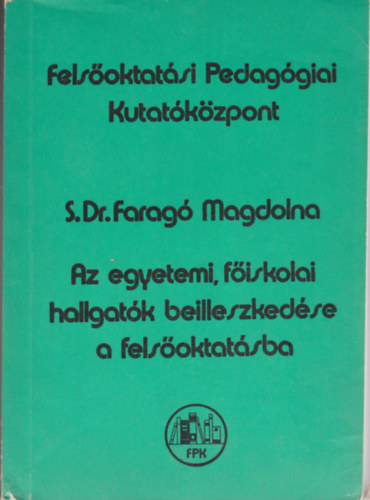 Felsőoktatási Pedagógiai
Kutatóközpont
S.Dr.Faragó Magdolna
Az egyetemi, főiskolai
hallgatók beilleszkedése
a felsőoktatásba
FPK